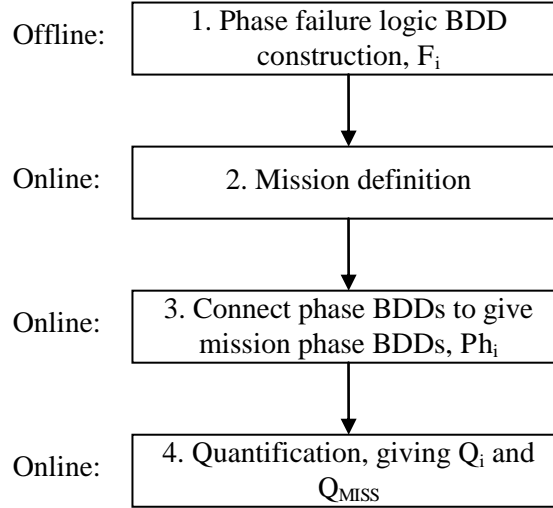 Offline:
1. Phase failure logic BDD
construction, Fi
Online:
2. Mission definition
Online:
3. Connect phase BDDs to give
mission phase BDDs, Phi
Online:
4. Quantification, giving Qi and
QMISS